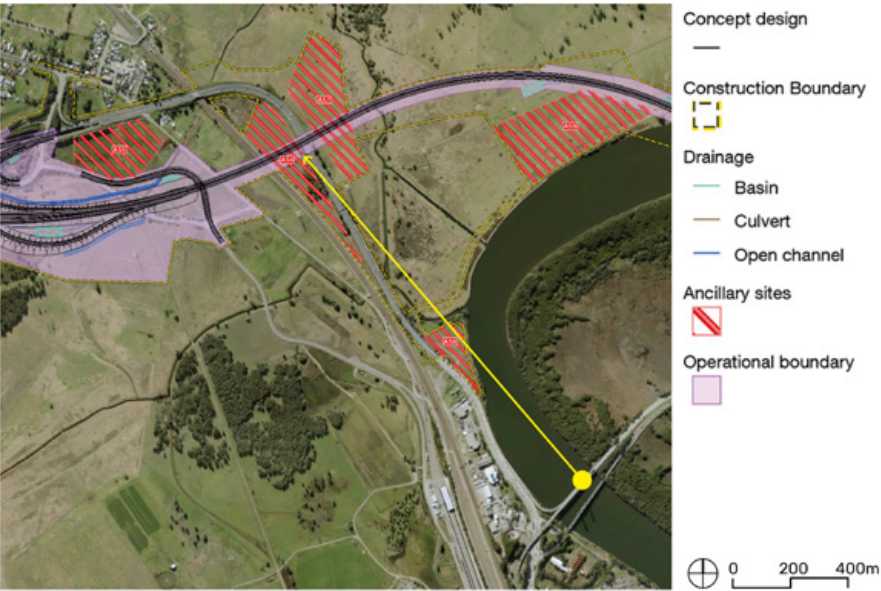 Concept design
Construction Boundary
Drainage
Basin
Culvert
Open channel
Ancillary sites
Operational boundary
0 200 400m